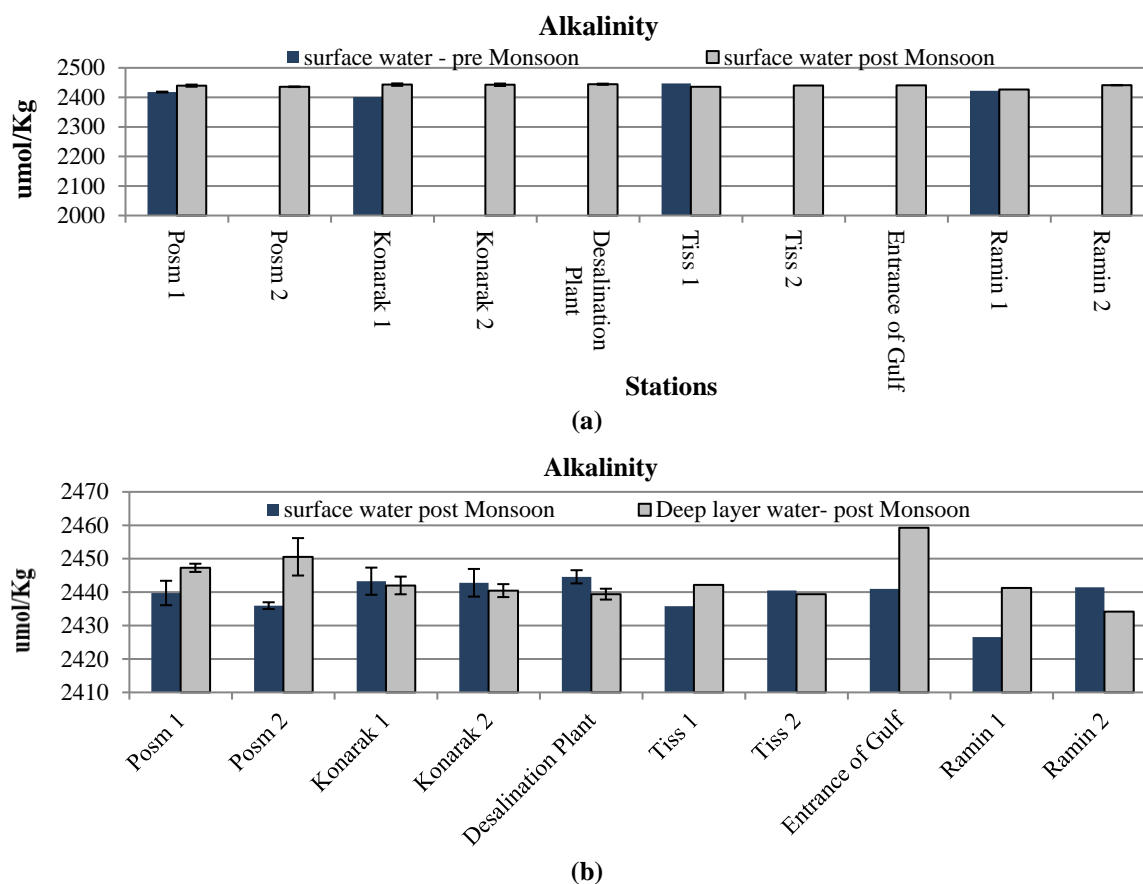 Alkalinity
surface water - pre Monsoon
surface water post Monsoon
umol/Kg
2500
2400
2300
2200
2100
2000
Posm 1
Posm 2
Konarak 1
Konarak 2
Desalination
Plant
Tiss 1
Tiss 2
Entrance of Gulf
Ramin 1
Ramin 2
Stations
(a)
Alkalinity
surface water post Monsoon
Deep layer water- post Monsoon
umol/Kg
2470
2460
2450
2440
2430
2420
2410
Posm 1
Posm 2
Konarak 1
Konarak 2
Desalination Plant
Tiss 1
Tiss 2
Entrance of Gulf
Ramin 1
Ramin 2
(b)